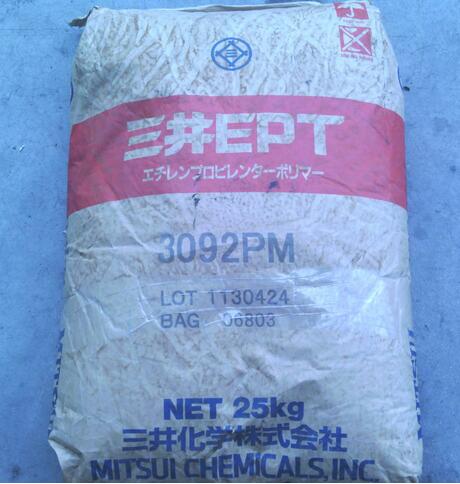 三井EPT
エチレンプロピレンターポリマー
3092PM
LOT 1130424
BAG 06803
NET 25kg
三井化学株式会社
MITSUI CHEMICALS, INC.